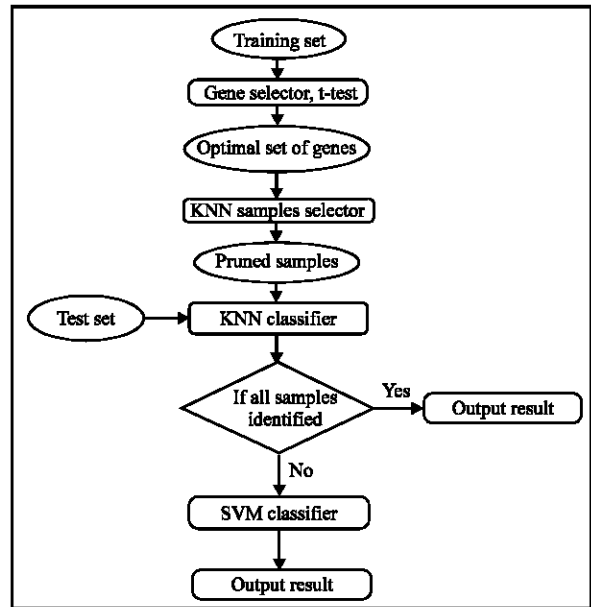 Training set
Gene selector, t-test
Optimal set of genes
KNN samples selector
Pruned samples
Test set
KNN classifier
If all samples
identified
Yes
Output result
No
SVM classifier
Output result